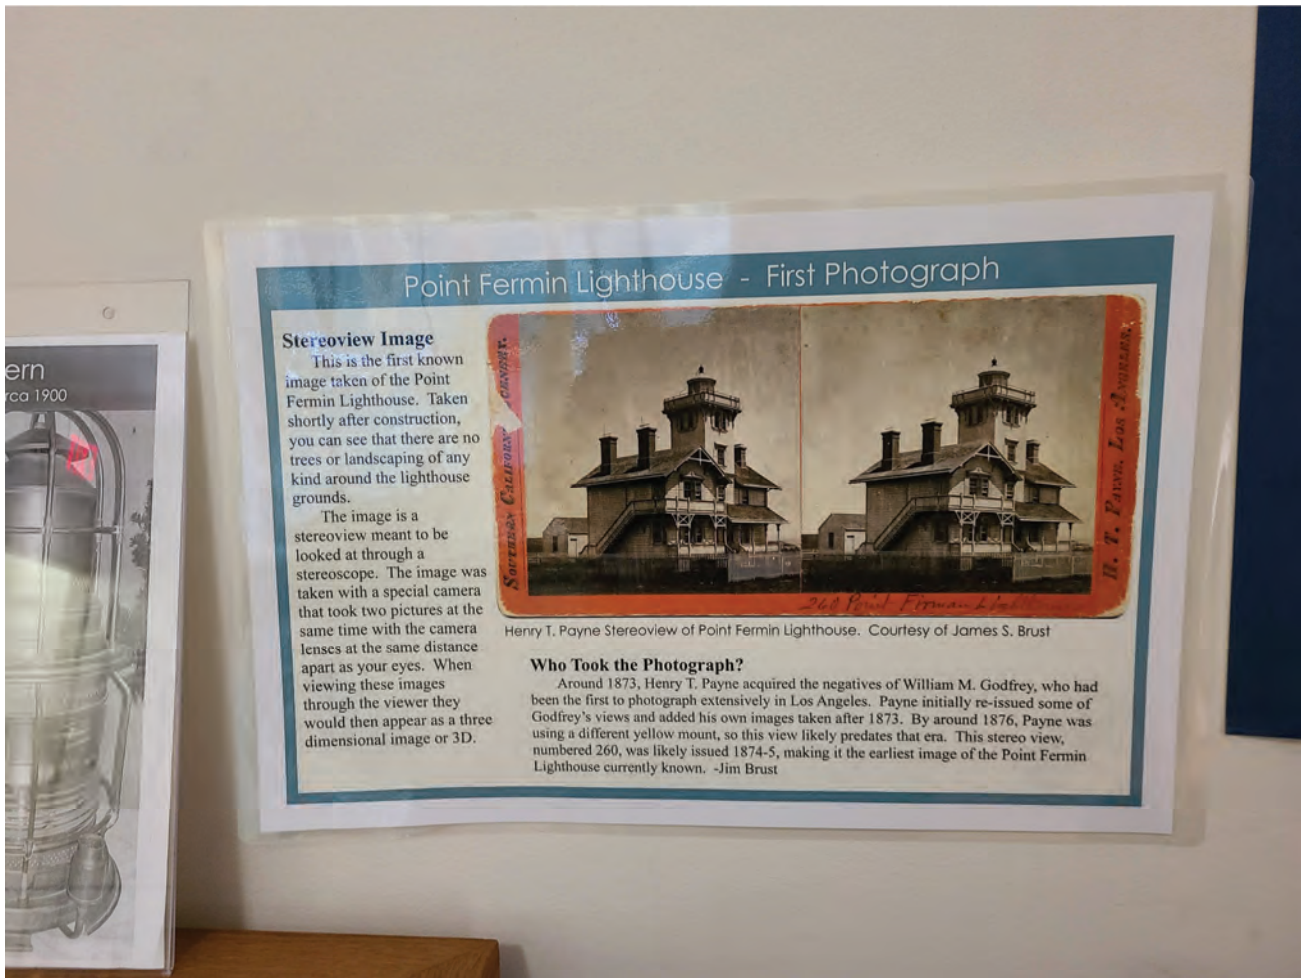 ern
rca 1900
Point Fermin Lighthouse - First Photograph
Stereoview Image
This is the first known
image taken of the Point
Fermin Lighthouse. Taken
shortly after construction,
you can see that there are no
trees or landscaping of any
kind around the lighthouse
grounds.
The image is a
stereoview meant to be
looked at through a
stereoscope. The image was
taken with a special camera
that took two pictures at the
same time with the camera
lenses at the same distance
apart as your eyes. When
viewing these images
through the viewer they
would then appear as a three
dimensional image or 3D.
SOUTHERN CALIFORN CENERY.
H. T. PAYNE, LOS ANGELES.
260 Point Firman
Henry T. Payne Stereoview of Point Fermin Lighthouse. Courtesy of James S. Brust
Who Took the Photograph?
Around 1873, Henry T. Payne acquired the negatives of William M. Godfrey, who had
been the first to photograph extensively in Los Angeles. Payne initially re-issued some of
Godfrey's views and added his own images taken after 1873. By around 1876, Payne was
using a different yellow mount, so this view likely predates that era. This stereo view,
numbered 260, was likely issued 1874-5, making it the earliest image of the Point Fermin
Lighthouse currently known. -Jim Brust